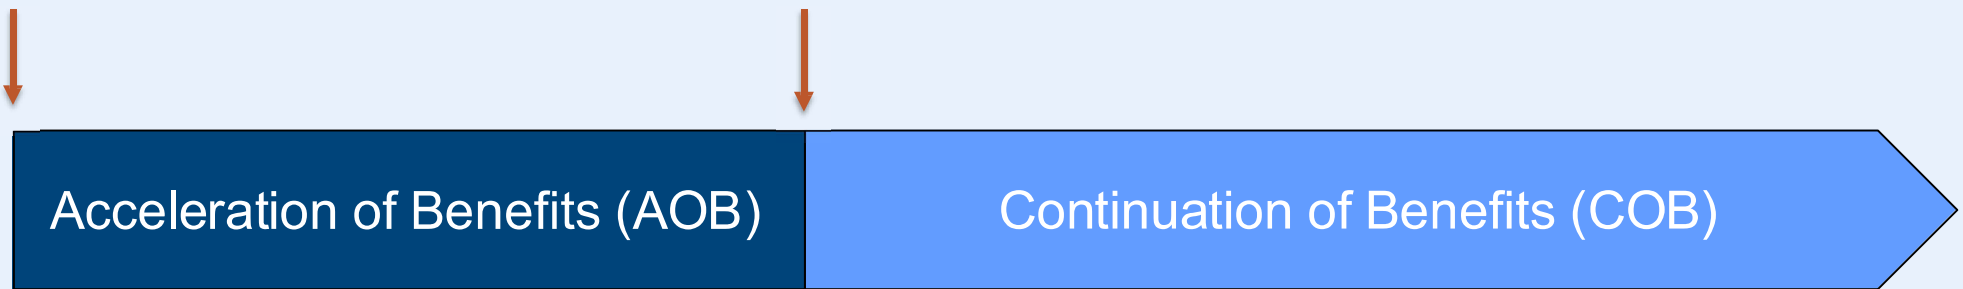 Acceleration of Benefits (AOB)
Continuation of Benefits (COB)